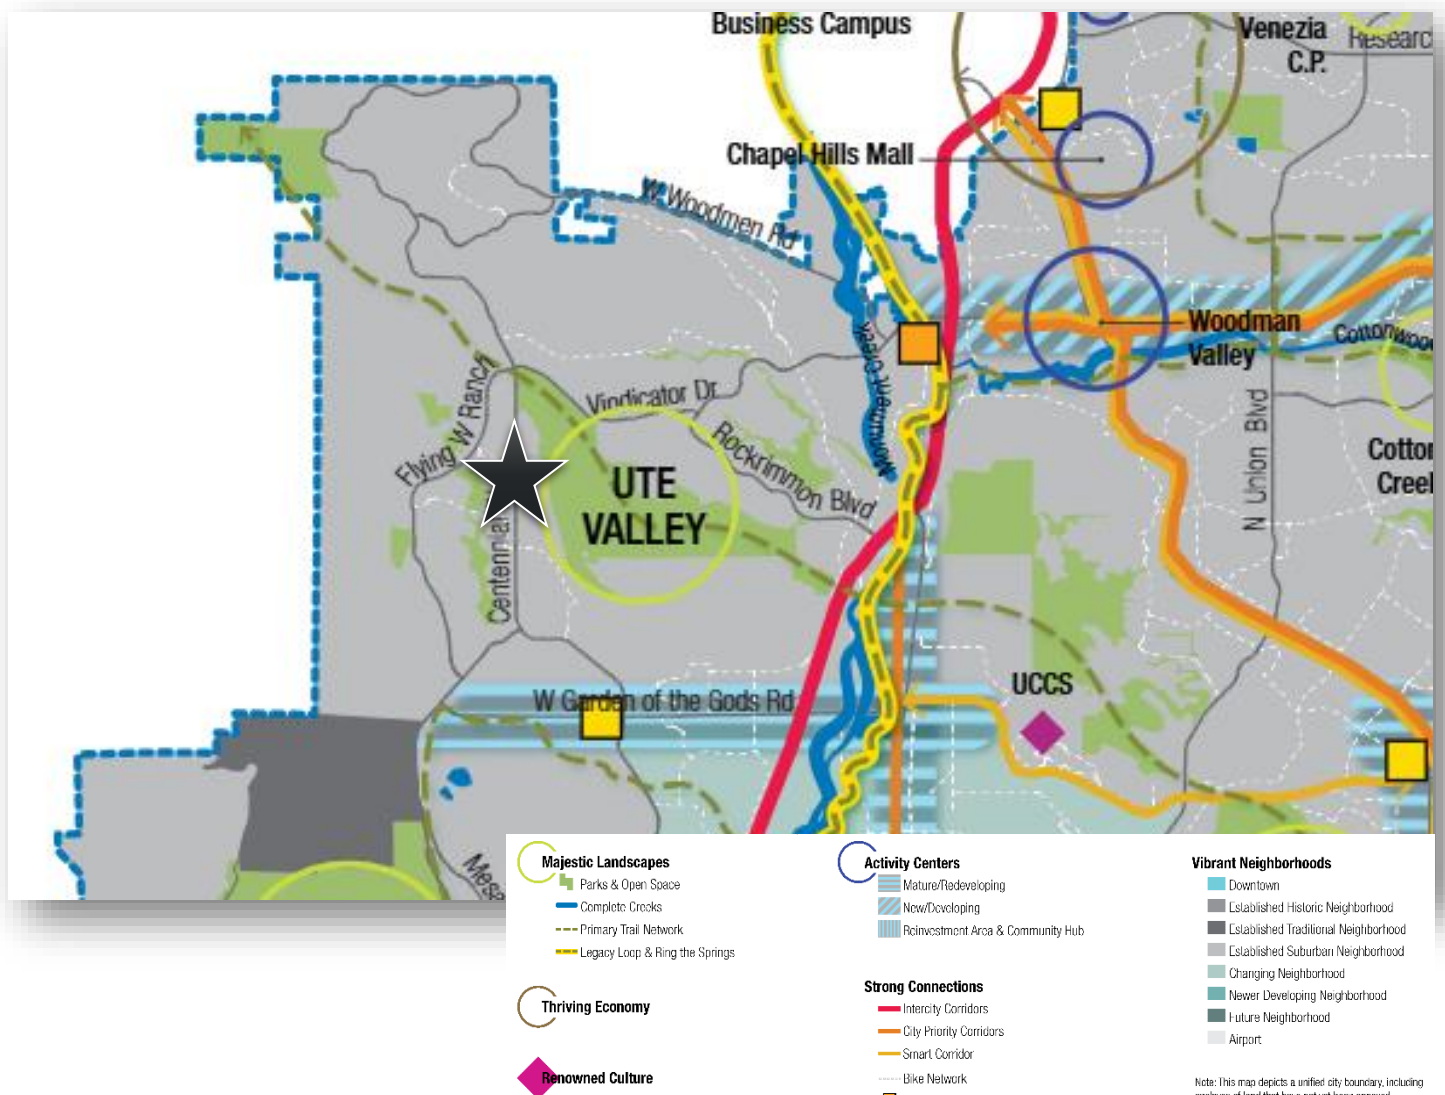 Business Campus
Venezia
C.P.
Researc
Chapel Hills Mall
W Woodmen Rd
Woodman
Valley
Cottonwood
Monument Creek
Flying W Ranch
Vindicator Dr
Rockrimmon Blvd
UTE
VALLEY
Centennial
N Union Blvd
Cotton
Creek
UCCS
W Garden of the Gods Rd
Mesa
Majestic Landscapes
Parks & Open Space
Complete Creeks
Primary Trail Network
Legacy Loop & Ring the Springs
Thriving Economy
Renowned Culture
Activity Centers
Mature/Redeveloping
New/Developing
Reinvestment Area & Community Hub
Strong Connections
Intercity Corridors
City Priority Corridors
Smart Corridor
Bike Network
Vibrant Neighborhoods
Downtown
Established Historic Neighborhood
Established Traditional Neighborhood
Established Suburban Neighborhood
Changing Neighborhood
Newer Developing Neighborhood
Future Neighborhood
Airport
Note: This map depicts a unified city boundary, including